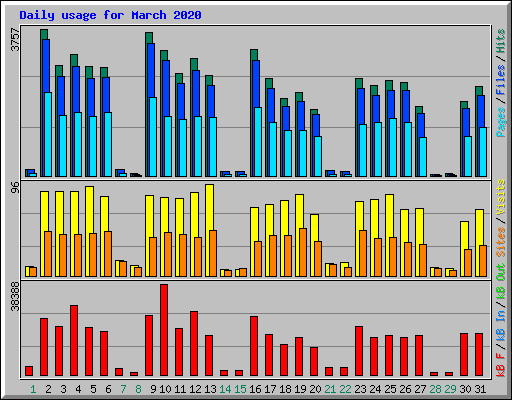 Daily usage for March 2020
3757
Pages / Files / Hits
96
Sites / Visits
38388
kB F / kB In / kB Out
1 2 3 4 5 6 7 8 9 10 11 12 13 14 15 16 17 18 19 20 21 22 23 24 25 26 27 28 29 30 31